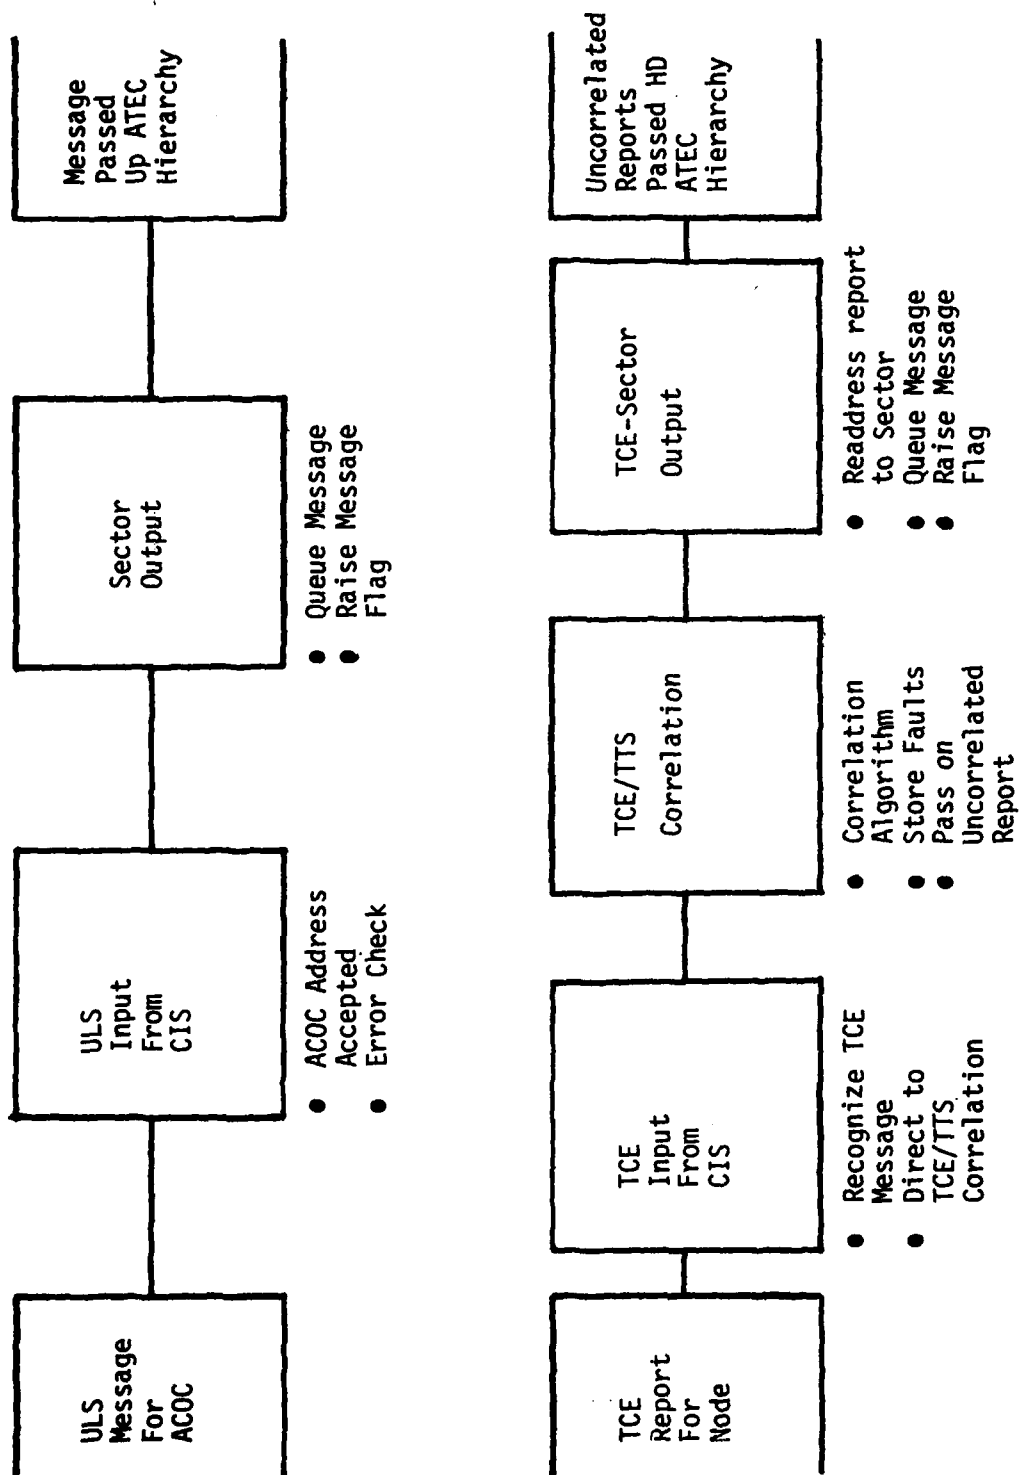 ULS
Message
For
ACOC
ULS
Input
From
CIS
● ACOC Address
Accepted
● Error Check
Sector
Output
● Queue Message
● Raise Message
Flag
Message
Passed
Up ATEC
Hierarchy
TCE
Report
For
Node
TCE
Input
From
CIS
● Recognize TCE
Message
● Direct to
TCE/TTS
Correlation
TCE/TTS
Correlation
● Correlation
Algorithm
● Store Faults
● Pass on
Uncorrelated
Report
TCE-Sector
Output
● Readdress report
to Sector
● Queue Message
● Raise Message
Flag
Uncorrelated
Reports
Passed HD
ATEC
Hierarchy